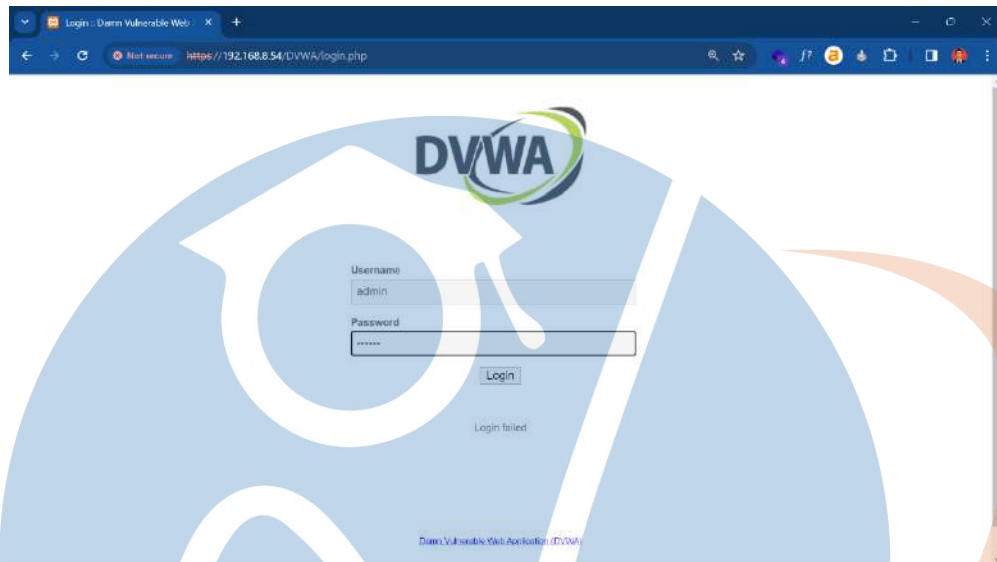 Login :: Damn Vulnerable Web
Not secure https://192.168.8.54/DVWA/login.php
DVWA
Username
admin
Password
Login
Login failed
Damn Vulnerable Web Application (DVWA)